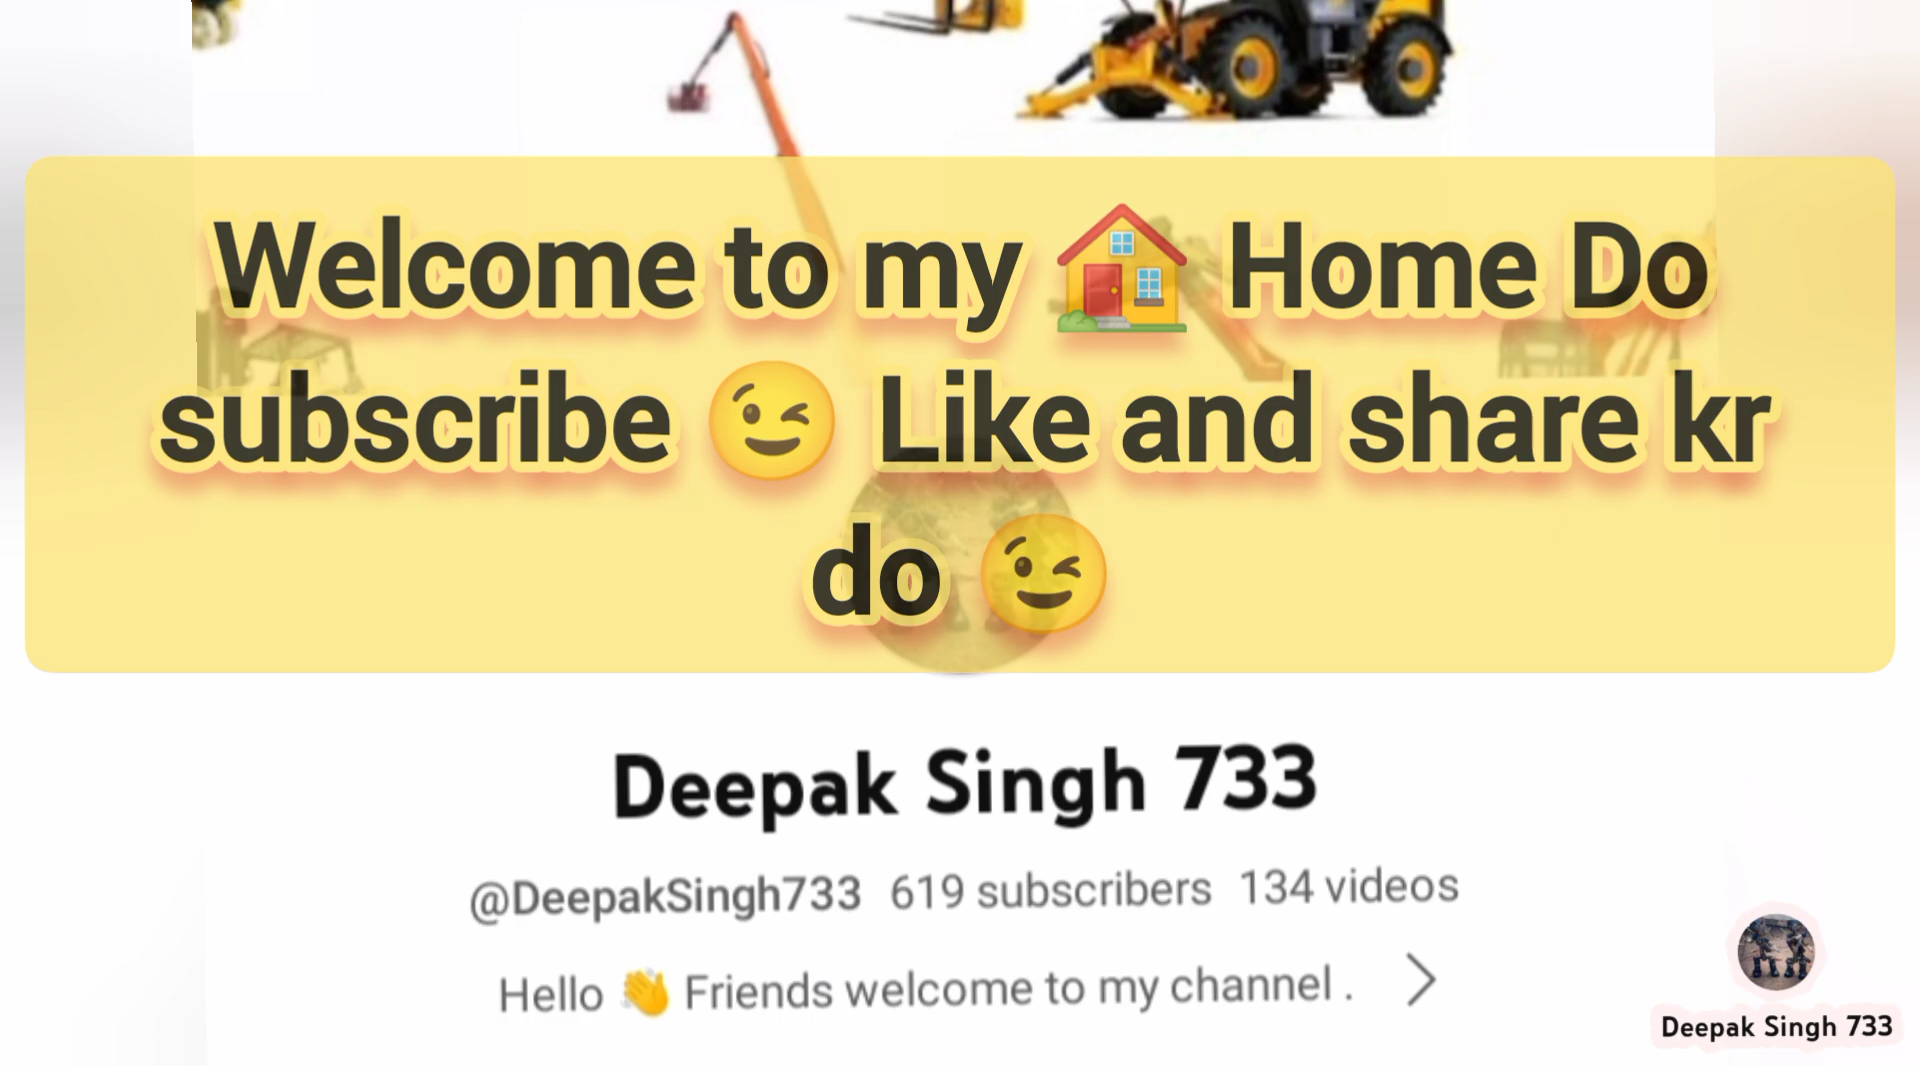 Welcome to my 🏠 Home Do
subscribe 😉 Like and share kr
do 😉
Deepak Singh 733
@DeepakSingh733 619 subscribers 134 videos
Hello 👋 Friends welcome to my channel . >
Deepak Singh 733